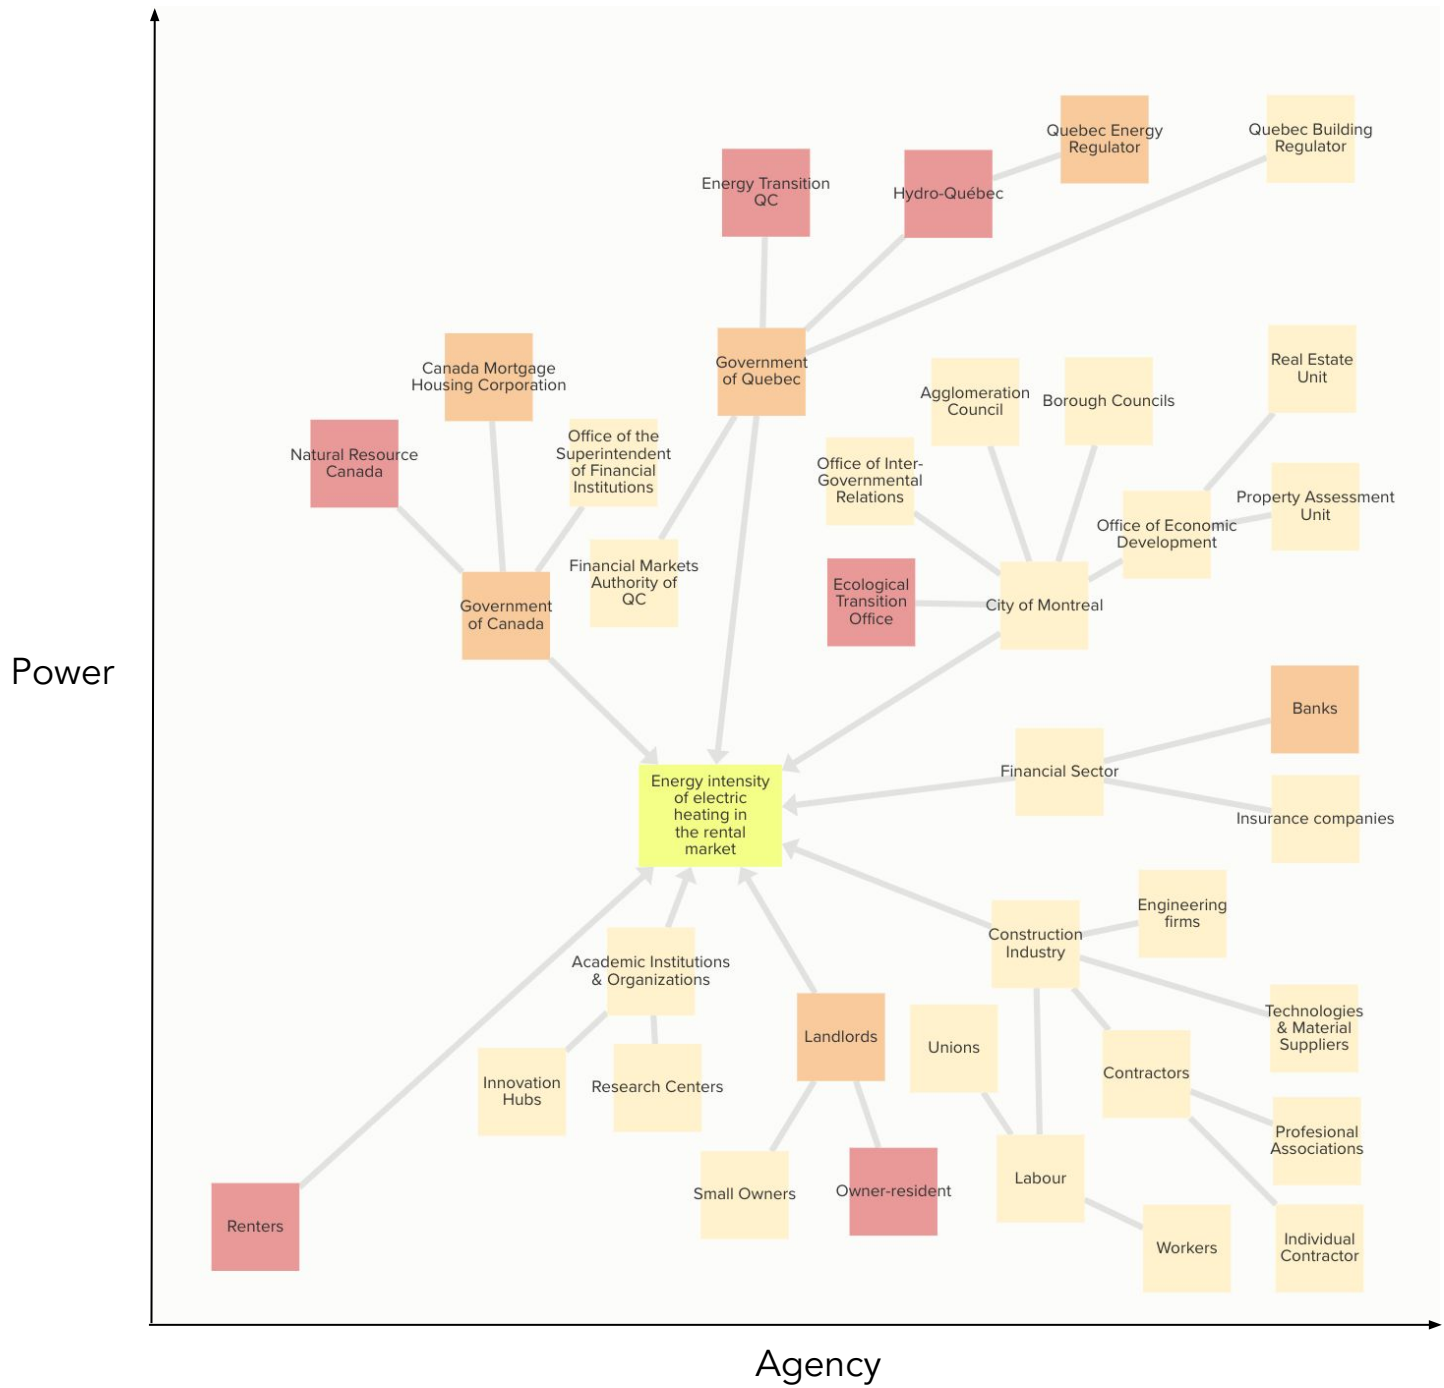 Quebec Energy
Regulator
Quebec Building
Regulator
Energy Transition
QC
Hydro-Québec
Government
of Quebec
Canada Mortgage
Housing Corporation
Real Estate
Unit
Agglomeration
Council
Borough Councils
Natural Resource
Canada
Office of the
Superintendent
of Financial
Institutions
Office of Inter-
Governmental
Relations
Property Assessment
Unit
Office of Economic
Development
Financial Markets
Authority of
QC
Ecological
Transition
Office
City of Montreal
Government
of Canada
Power
Banks
Financial Sector
Energy intensity
of electric
heating in
the rental
market
Insurance companies
Engineering
firms
Construction
Industry
Academic Institutions
& Organizations
Technologies
& Material
Suppliers
Landlords
Unions
Contractors
Innovation
Hubs
Research Centers
Profesional
Associations
Labour
Small Owners
Owner-resident
Renters
Workers
Individual
Contractor
Agency